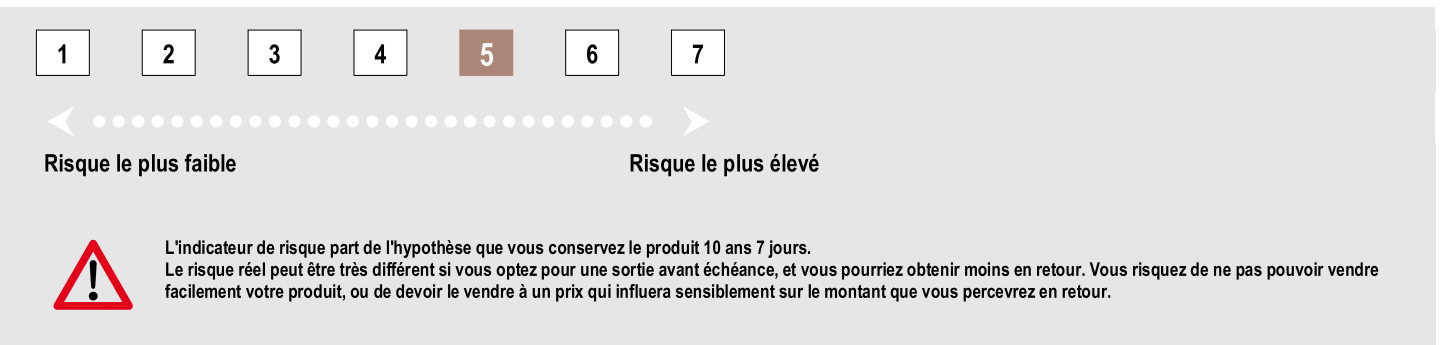 1 2 3 4 5 6 7
Risque le plus faible Risque le plus élevé
L'indicateur de risque part de l'hypothèse que vous conservez le produit 10 ans 7 jours.
Le risque réel peut être très différent si vous optez pour une sortie avant échéance, et vous pourriez obtenir moins en retour. Vous risquez de ne pas pouvoir vendre
facilement votre produit, ou de devoir le vendre à un prix qui influera sensiblement sur le montant que vous percevrez en retour.